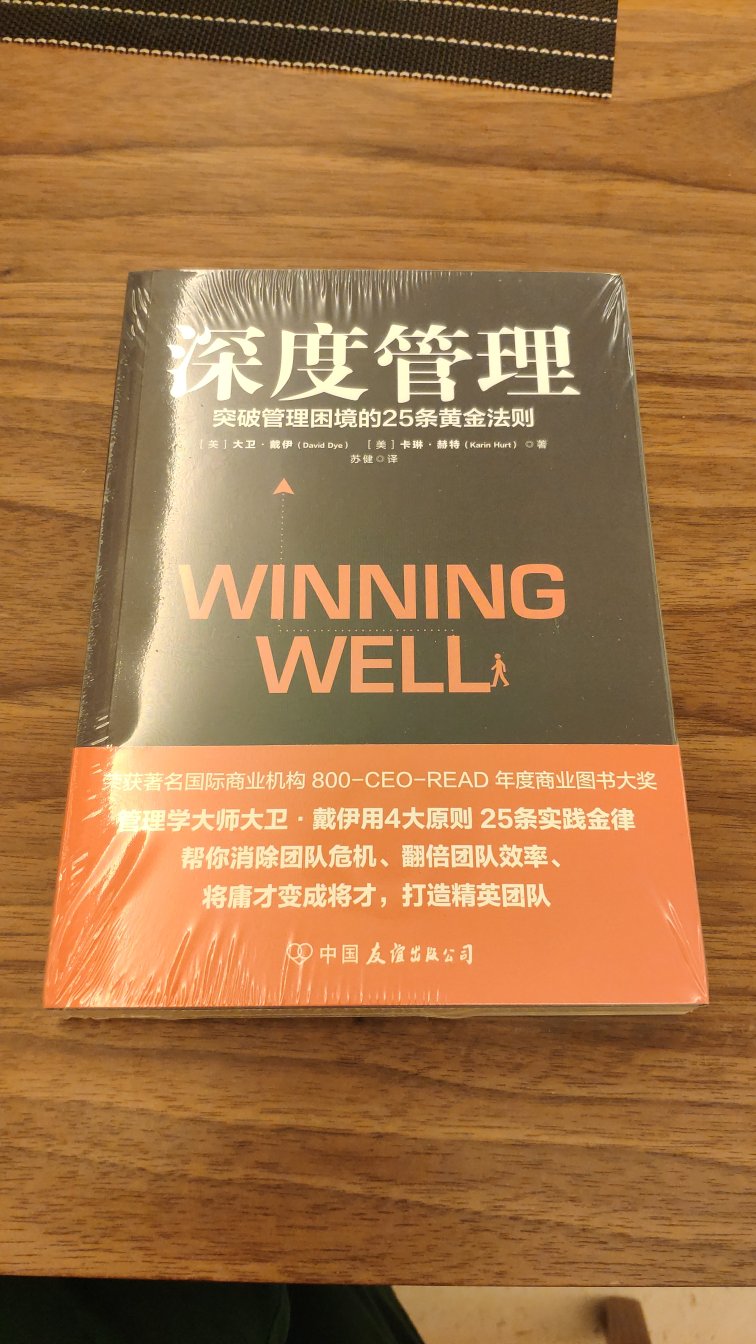 深度管理
突破管理困境的25条黄金法则
[美] 大卫·戴伊 (David Dye) [美] 卡琳·赫特 (Karin Hurt) ◎著
苏健◎译
WINNING
WELL
荣获著名国际商业机构 800-CEO-READ 年度商业图书大奖
管理学大师大卫·戴伊用4大原则 25条实践金律
帮你消除团队危机、翻倍团队效率、
将庸才变成将才，打造精英团队
中国友谊出版公司